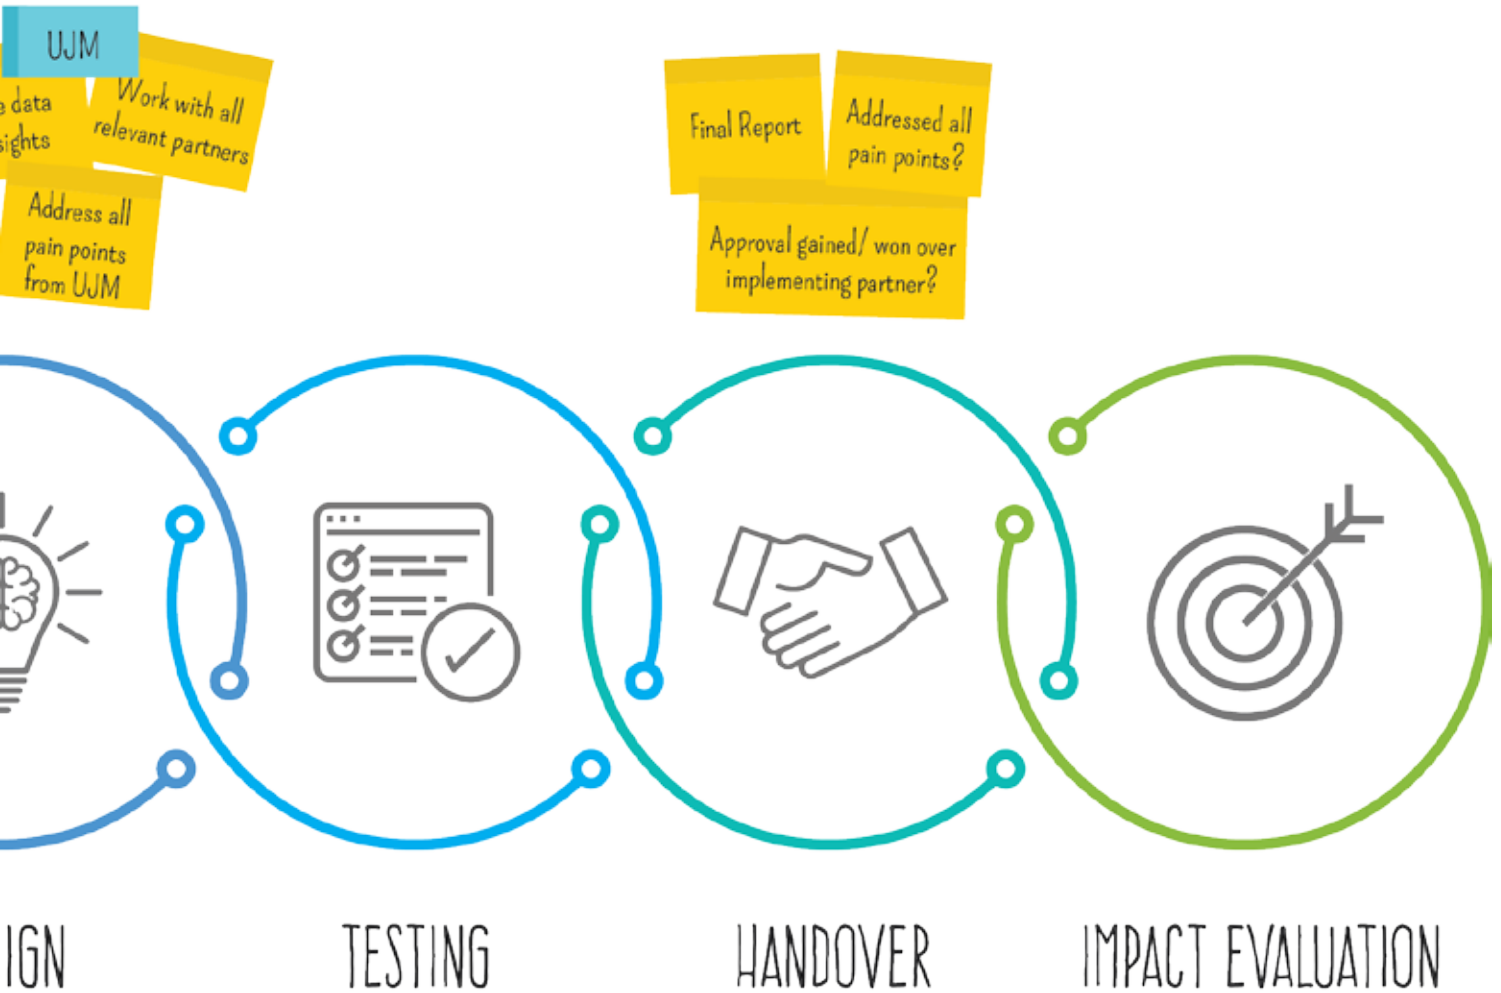 UJM
data
Work with all
relevant partners
Address all
pain points
from UJM
Final Report
Addressed all
pain points?
Approval gained/ won over
implementing partner?
IGN
TESTING
HANDOVER
IMPACT EVALUATION